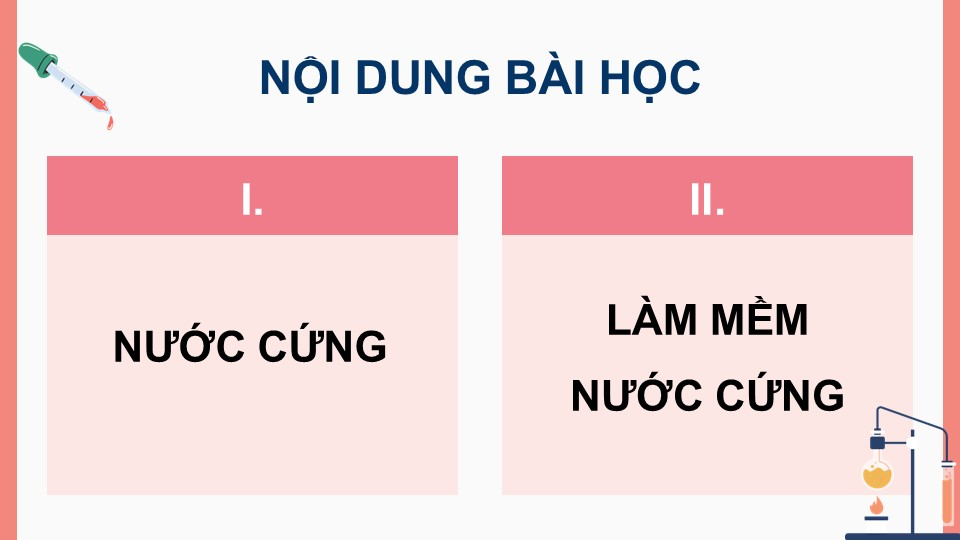 NỘI DUNG BÀI HỌC
I.
NƯỚC CỨNG
II.
LÀM MỀM
NƯỚC CỨNG